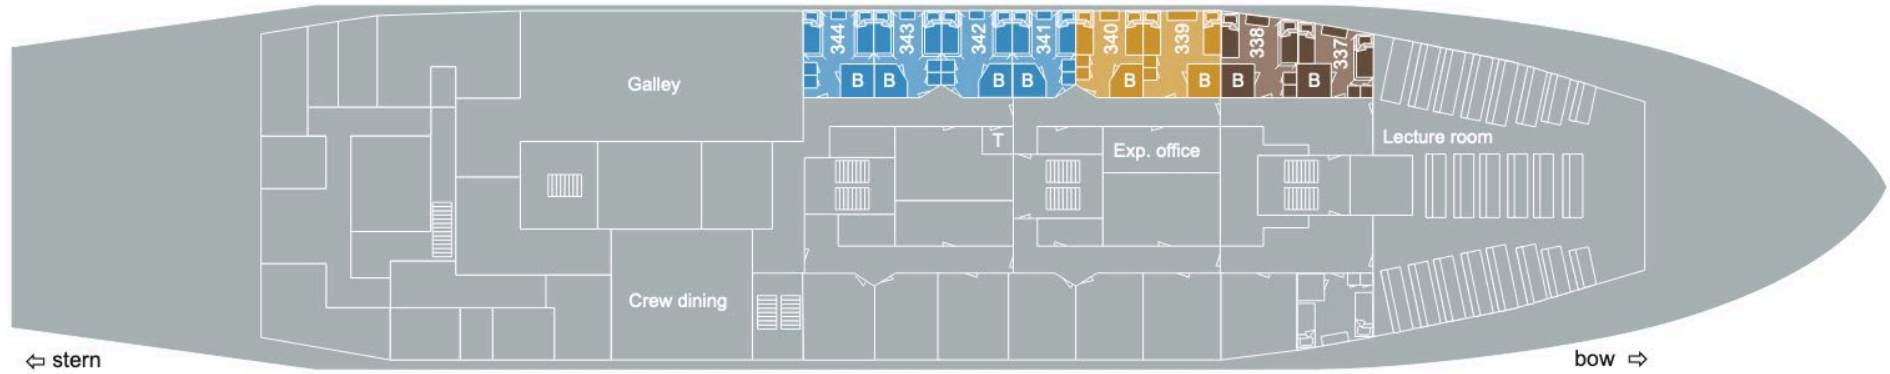 344
343
342
341
340
339
338
337
B
B
B
B
B
B
B
B
Galley
T
Exp. office
Lecture room
Crew dining
⇦ stern
bow ⇨